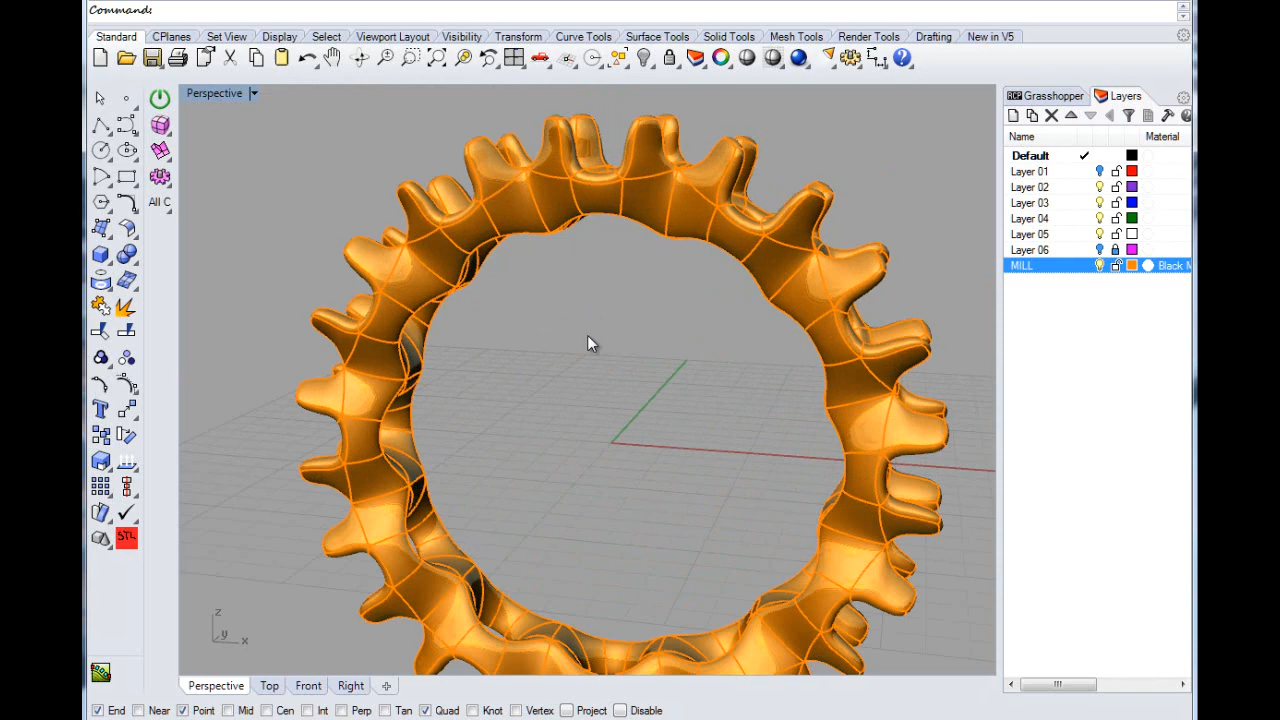 Command:
Standard CPlanes Set View Display Select Viewport Layout Visibility Transform Curve Tools Surface Tools Solid Tools Mesh Tools Render Tools Drafting New in V5
Perspective
RCP Grasshopper Layers
Name Material
Default
Layer 01
Layer 02
Layer 03
Layer 04
Layer 05
Layer 06
MILL Black M
All C
T
STL
z
y x
Perspective Top Front Right
End Near Point Mid Cen Int Perp Tan Quad Knot Vertex Project Disable